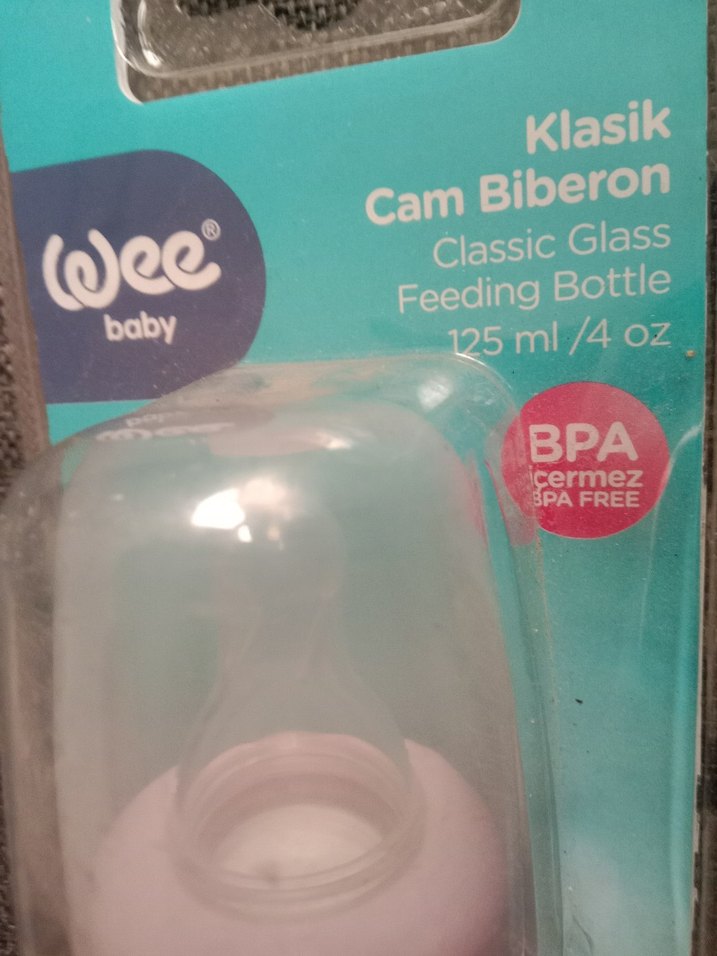 Klasik
Cam Biberon
Classic Glass
Feeding Bottle
125 ml /4 oz
wee®
baby
BPA
içermez
BPA FREE